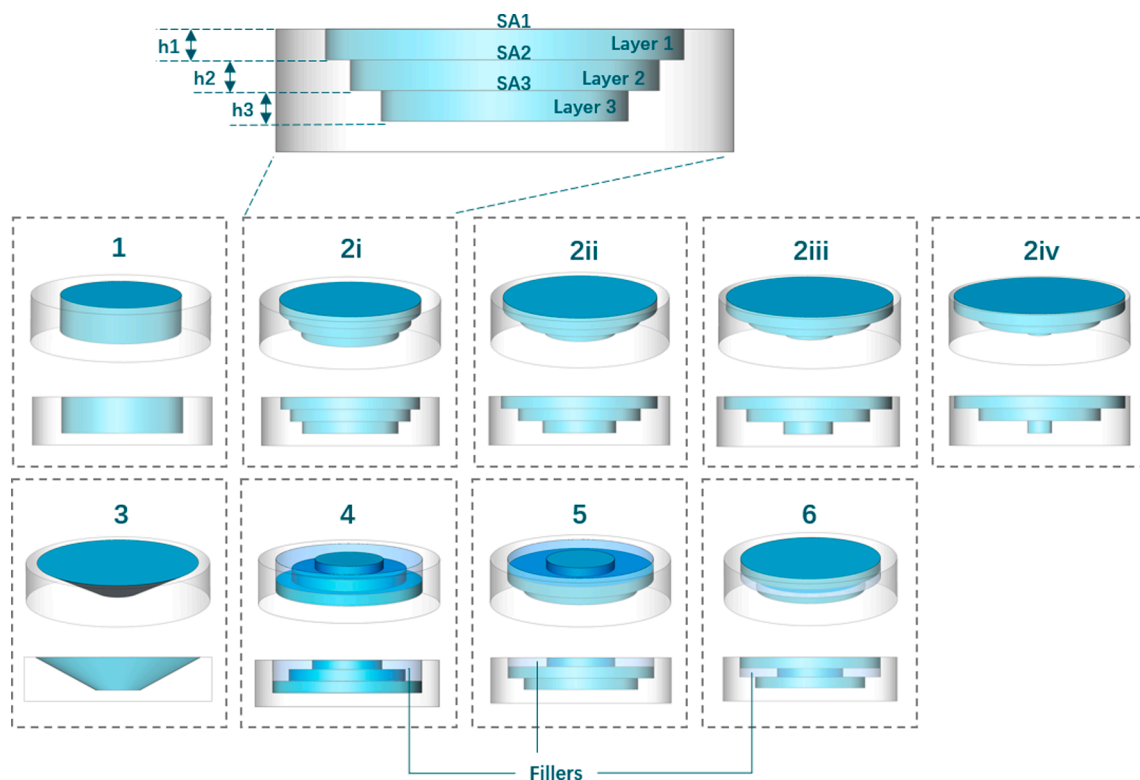 SA1
h1
Layer 1
SA2
h2
Layer 2
SA3
h3
Layer 3
1
2i
2ii
2iii
2iv
3
4
5
6
Fillers